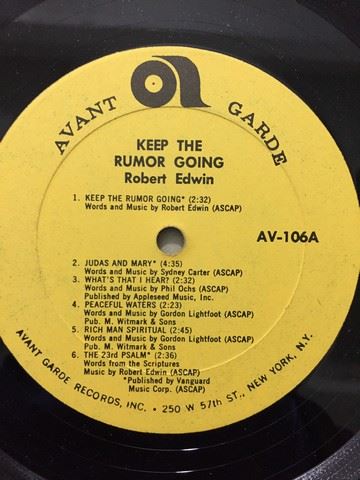 AVANT GARDE
KEEP THE
RUMOR GOING
Robert Edwin
1. KEEP THE RUMOR GOING* (2:32)
Words and Music by Robert Edwin (ASCAP)
AV-106A
2. JUDAS AND MARY* (4:35)
Words and Music by Sydney Carter (ASCAP)
3. WHAT'S THAT I HEAR? (2:32)
Words and Music by Phil Ochs (ASCAP)
Published by Appleseed Music, Inc.
4. PEACEFUL WATERS (2:30)
Words and Music by Gordon Lightfoot (ASCAP)
Pub. M. Witmark & Sons
5. RICH MAN SPIRITUAL (2:45)
Words and Music by Gordon Lightfoot (ASCAP)
Pub. M. Witmark & Sons
6. THE 23rd PSALM* (2:36)
Words from the Scriptures
Music by Robert Edwin (ASCAP)
*Published by Vanguard
Music Corp. (ASCAP)
AVANT GARDE RECORDS, INC. • 250 W 57th ST., NEW YORK, N.Y.